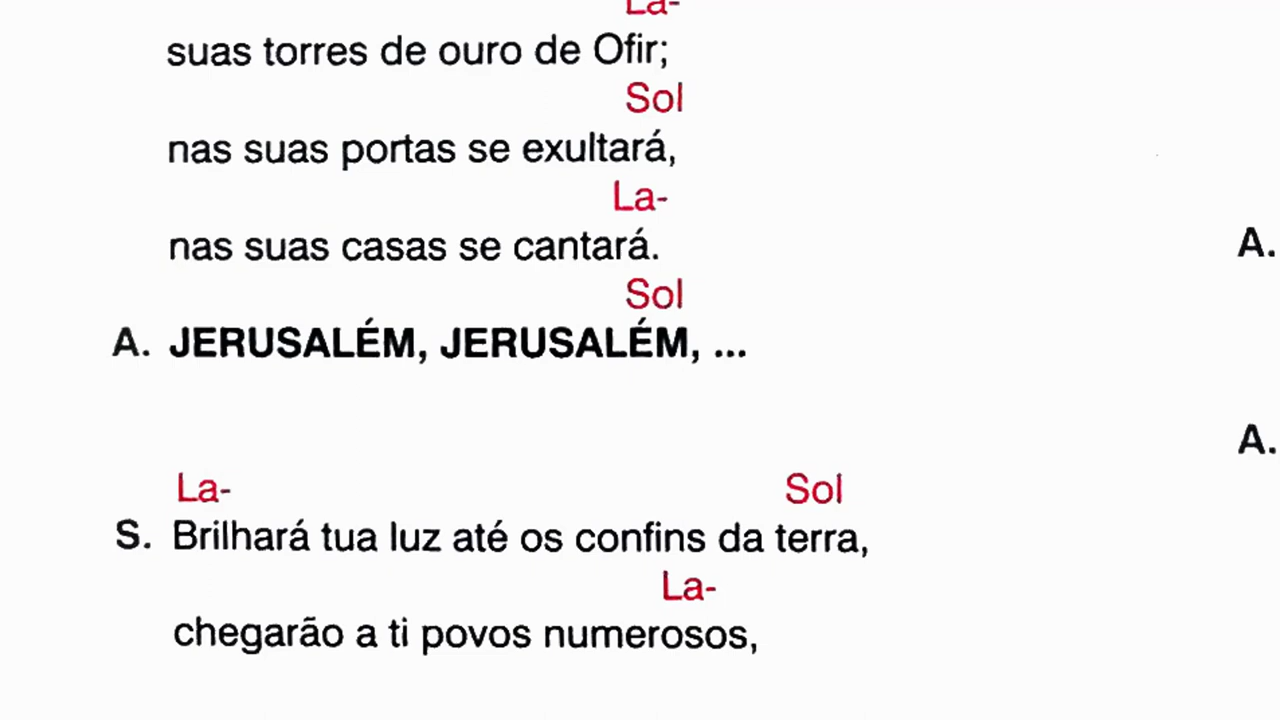 La-
suas torres de ouro de Ofir;
Sol
nas suas portas se exultará,
La-
nas suas casas se cantará.
Sol
A. JERUSALÉM, JERUSALÉM, ...
La- Sol
S. Brilhará tua luz até os confins da terra,
La-
chegarão a ti povos numerosos,
A.
A.